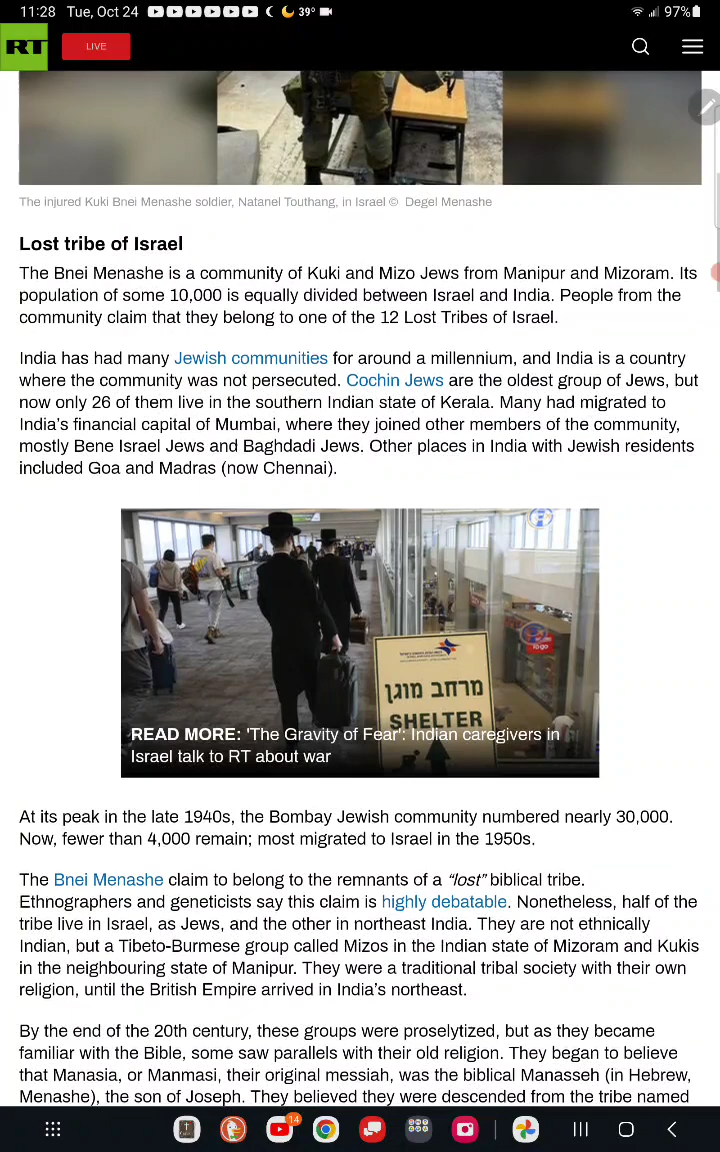 11:28 Tue, Oct 24
39°
97%
RT
LIVE
The injured Kuki Bnei Menashe soldier, Natanel Touthang, in Israel © Degel Menashe
Lost tribe of Israel
The Bnei Menashe is a community of Kuki and Mizo Jews from Manipur and Mizoram. Its
population of some 10,000 is equally divided between Israel and India. People from the
community claim that they belong to one of the 12 Lost Tribes of Israel.
India has had many Jewish communities for around a millennium, and India is a country
where the community was not persecuted. Cochin Jews are the oldest group of Jews, but
now only 26 of them live in the southern Indian state of Kerala. Many had migrated to
India’s financial capital of Mumbai, where they joined other members of the community,
mostly Bene Israel Jews and Baghdadi Jews. Other places in India with Jewish residents
included Goa and Madras (now Chennai).
to go
מרחב מוגן
SHELTER
READ MORE: 'The Gravity of Fear': Indian caregivers in
Israel talk to RT about war
At its peak in the late 1940s, the Bombay Jewish community numbered nearly 30,000.
Now, fewer than 4,000 remain; most migrated to Israel in the 1950s.
The Bnei Menashe claim to belong to the remnants of a “lost” biblical tribe.
Ethnographers and geneticists say this claim is highly debatable. Nonetheless, half of the
tribe live in Israel, as Jews, and the other in northeast India. They are not ethnically
Indian, but a Tibeto-Burmese group called Mizos in the Indian state of Mizoram and Kukis
in the neighbouring state of Manipur. They were a traditional tribal society with their own
religion, until the British Empire arrived in India’s northeast.
By the end of the 20th century, these groups were proselytized, but as they became
familiar with the Bible, some saw parallels with their old religion. They began to believe
that Manasia, or Manmasi, their original messiah, was the biblical Manasseh (in Hebrew,
Menashe), the son of Joseph. They believed they were descended from the tribe named
14